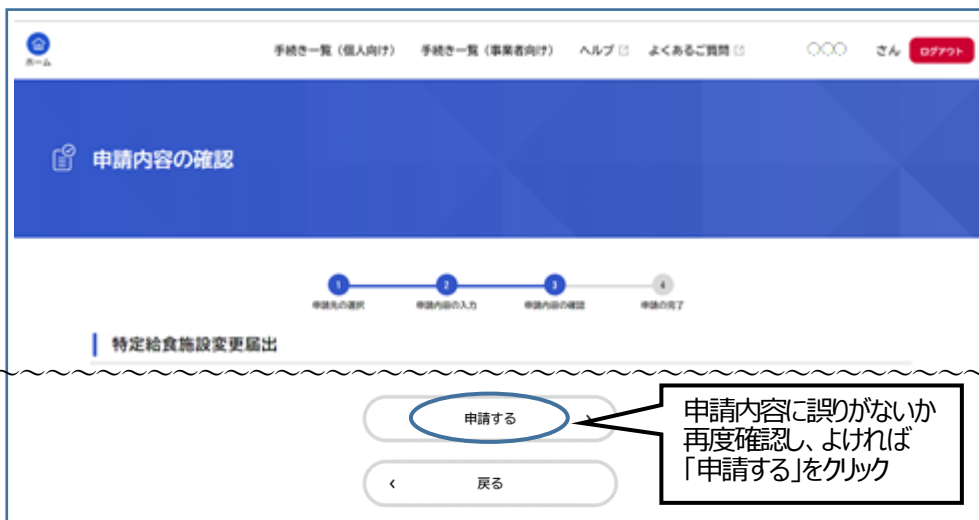 ホーム
手続き一覧（個人向け） 手続き一覧（事業者向け） ヘルプ よくあるご質問 ○○○ さん ログアウト
申請内容の確認
1 2 3 4
申請先の選択 申請内容の入力 申請内容の確認 申請の完了
特定給食施設変更届出
申請する
戻る
申請内容に誤りがないか
再度確認し、よければ
「申請する」をクリック